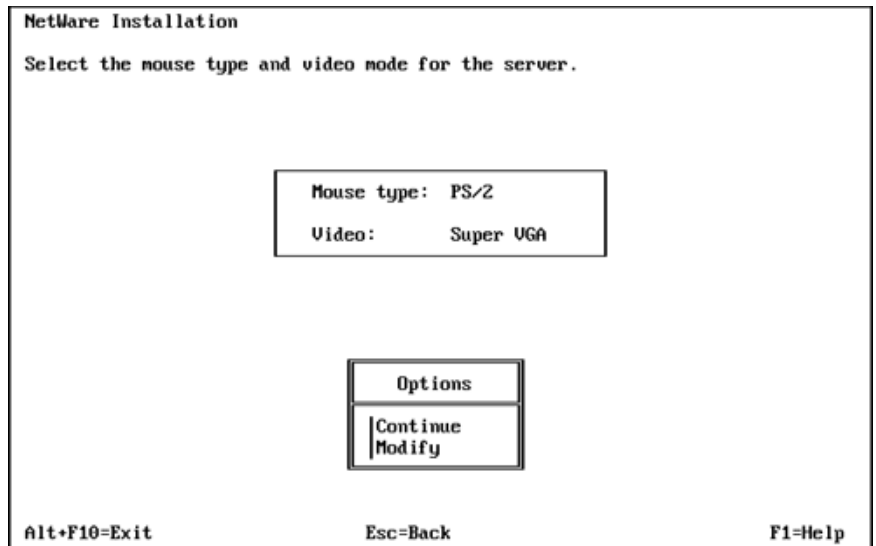 NetWare Installation
Select the mouse type and video mode for the server.
Mouse type: PS/2
Video: Super VGA
Options
Continue
Modify
Alt+F10=Exit Esc=Back F1=Help